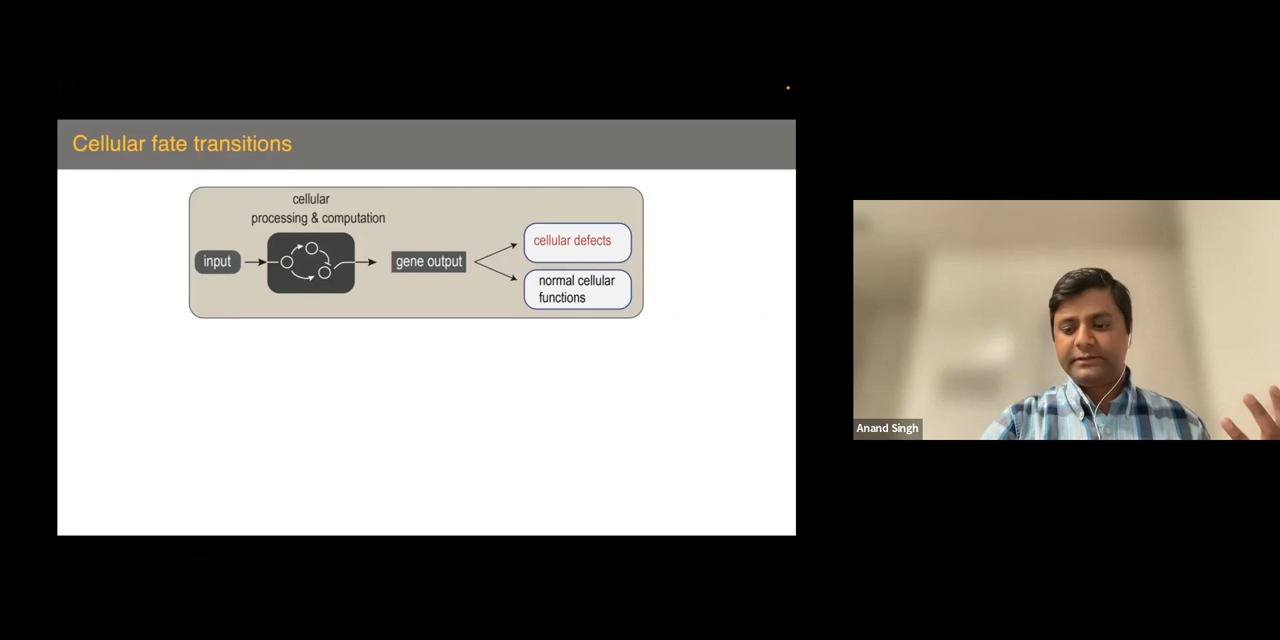 Cellular fate transitions
cellular
processing & computation
input
gene output
cellular defects
normal cellular
functions
Anand Singh